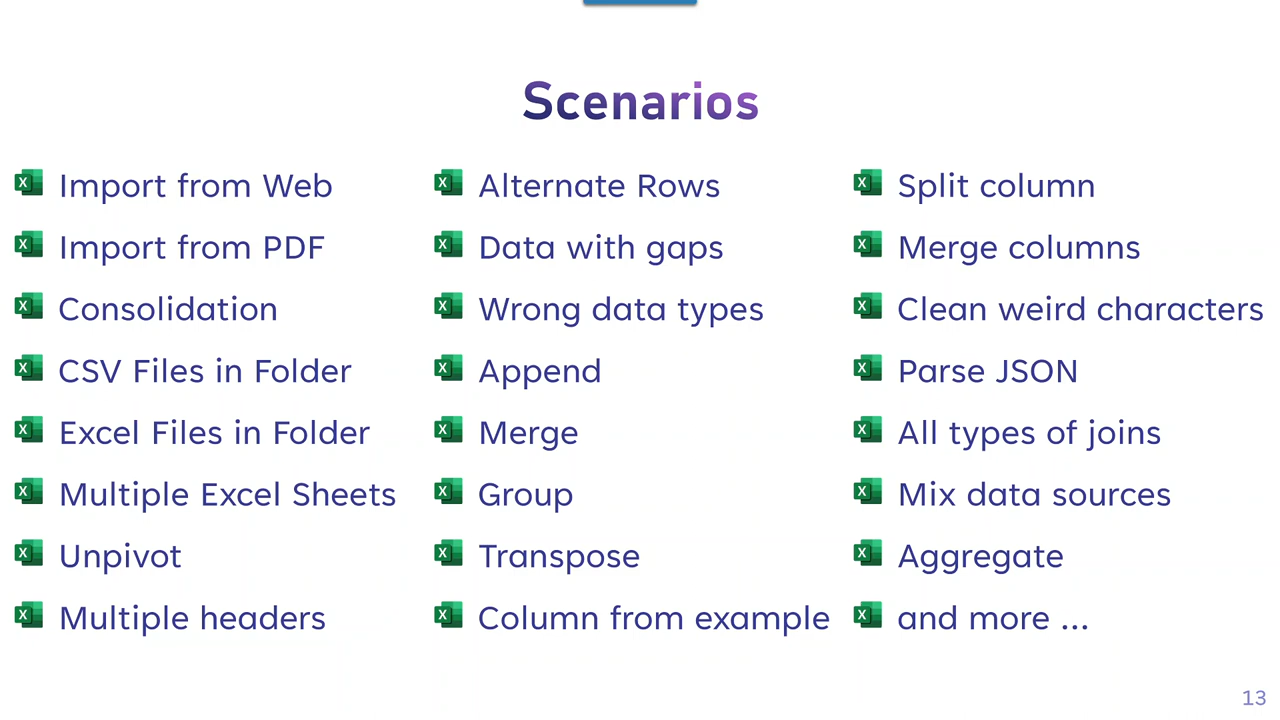 Scenarios
Import from Web
Import from PDF
Consolidation
CSV Files in Folder
Excel Files in Folder
Multiple Excel Sheets
Unpivot
Multiple headers
Alternate Rows
Data with gaps
Wrong data types
Append
Merge
Group
Transpose
Column from example
Split column
Merge columns
Clean weird characters
Parse JSON
All types of joins
Mix data sources
Aggregate
and more ...
13